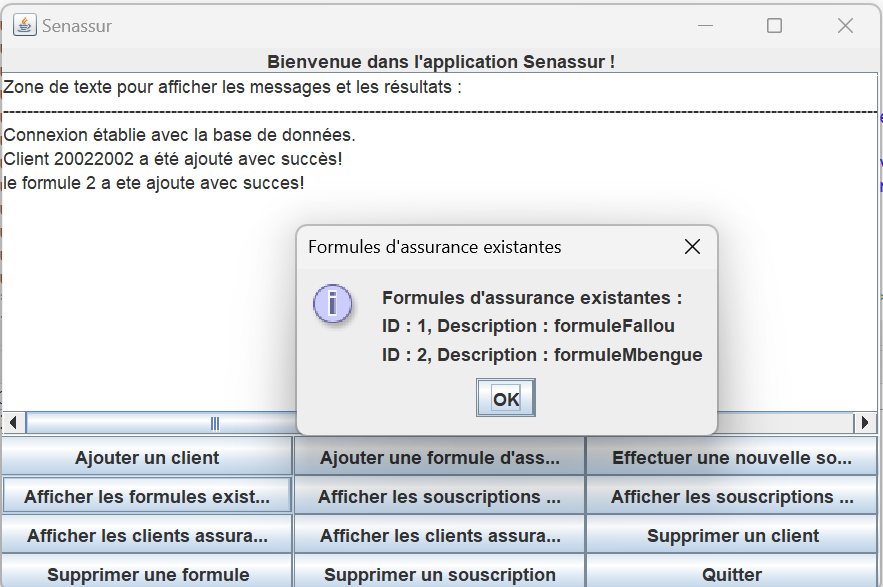 Senassur
Bienvenue dans l'application Senassur !
Zone de texte pour afficher les messages et les résultats :
Connexion établie avec la base de données.
Client 20022002 a été ajouté avec succès!
le formule 2 a ete ajoute avec succes!
Formules d'assurance existantes
Formules d'assurance existantes :
ID : 1, Description : formuleFallou
ID : 2, Description : formuleMbengue
OK
Ajouter un client
Ajouter une formule d'ass...
Effectuer une nouvelle so...
Afficher les formules exist...
Afficher les souscriptions ...
Afficher les souscriptions ...
Afficher les clients assura...
Afficher les clients assura...
Supprimer un client
Supprimer une formule
Supprimer un souscription
Quitter